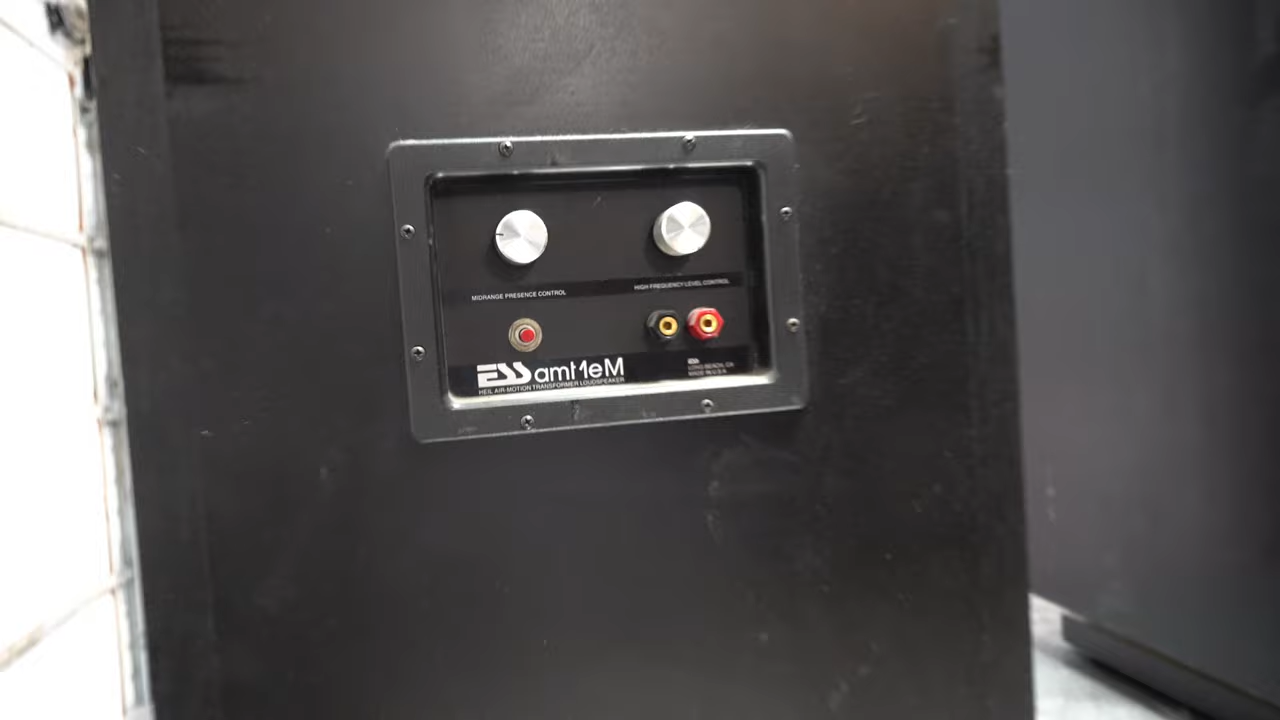 MIDRANGE PRESENCE CONTROL
HIGH FREQUENCY LEVEL CONTROL
ESS amt1eM
HEIL AIR-MOTION TRANSFORMER LOUDSPEAKER
ESS
LONG BEACH, CA
MADE IN U.S.A